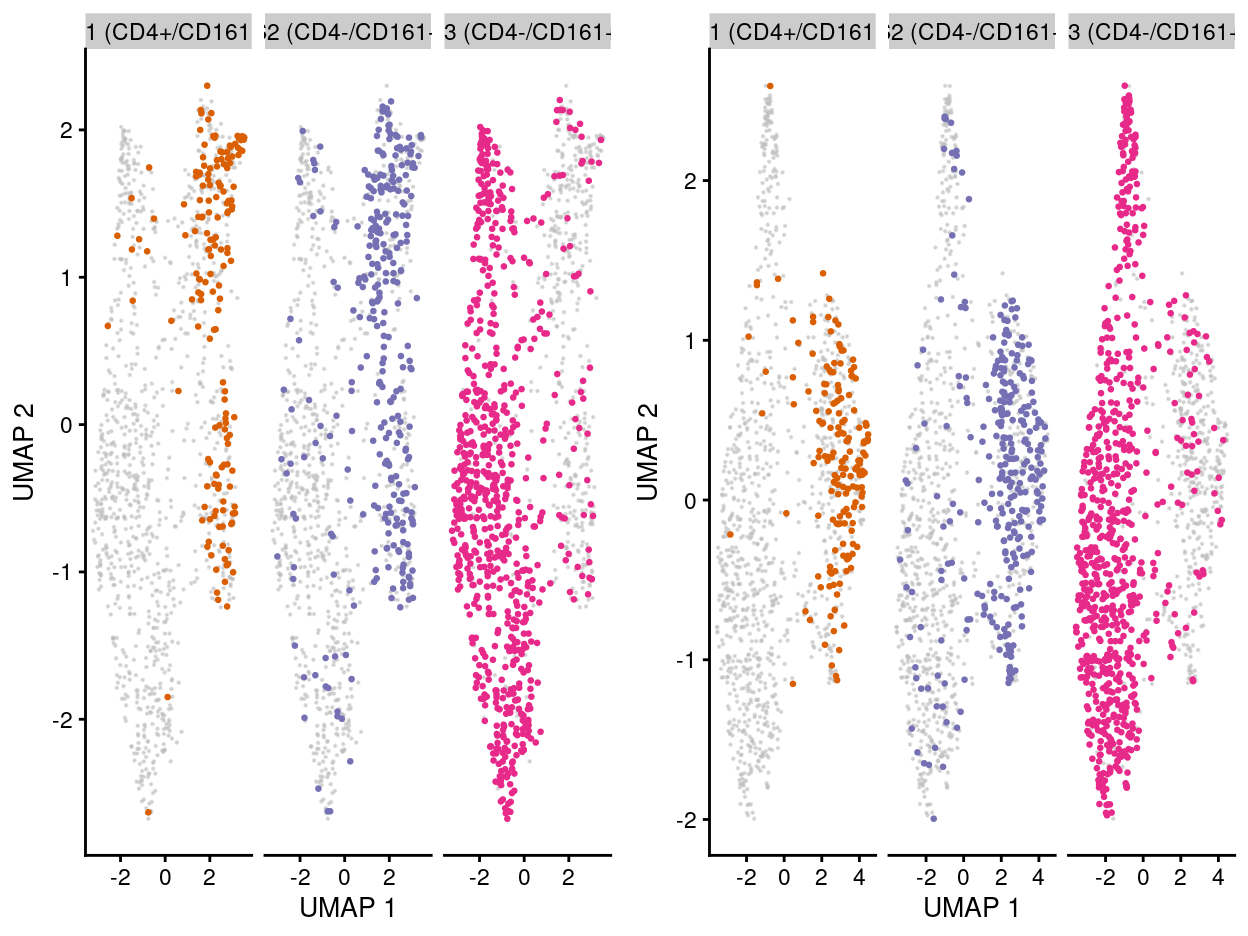 1 (CD4+/CD161
S2 (CD4-/CD161-
3 (CD4-/CD161-
1 (CD4+/CD161
S2 (CD4-/CD161-
3 (CD4-/CD161-
UMAP 2
2
1
0
-1
-2
-2 0 2
-2 0 2
-2 0 2
UMAP 1
UMAP 2
2
1
0
-1
-2
-2 0 2 4
-2 0 2 4
-2 0 2 4
UMAP 1